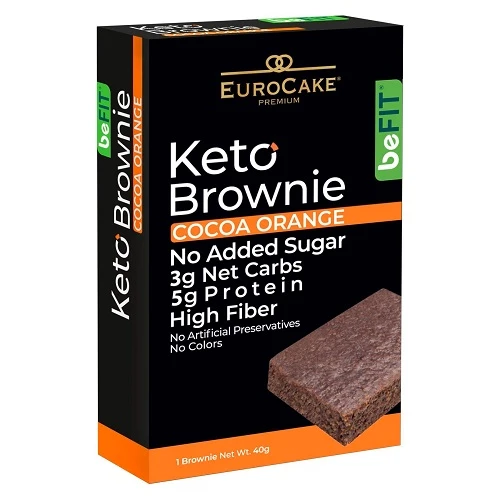 EUROCAKE®
PREMIUM
beFIT®
Keto
Brownie
COCOA ORANGE
No Added Sugar
3g Net Carbs
5g Protein
High Fiber
No Artificial Preservatives
No Colors
1 Brownie Net Wt. 40g
beFIT®
Keto Brownie
COCOA ORANGE